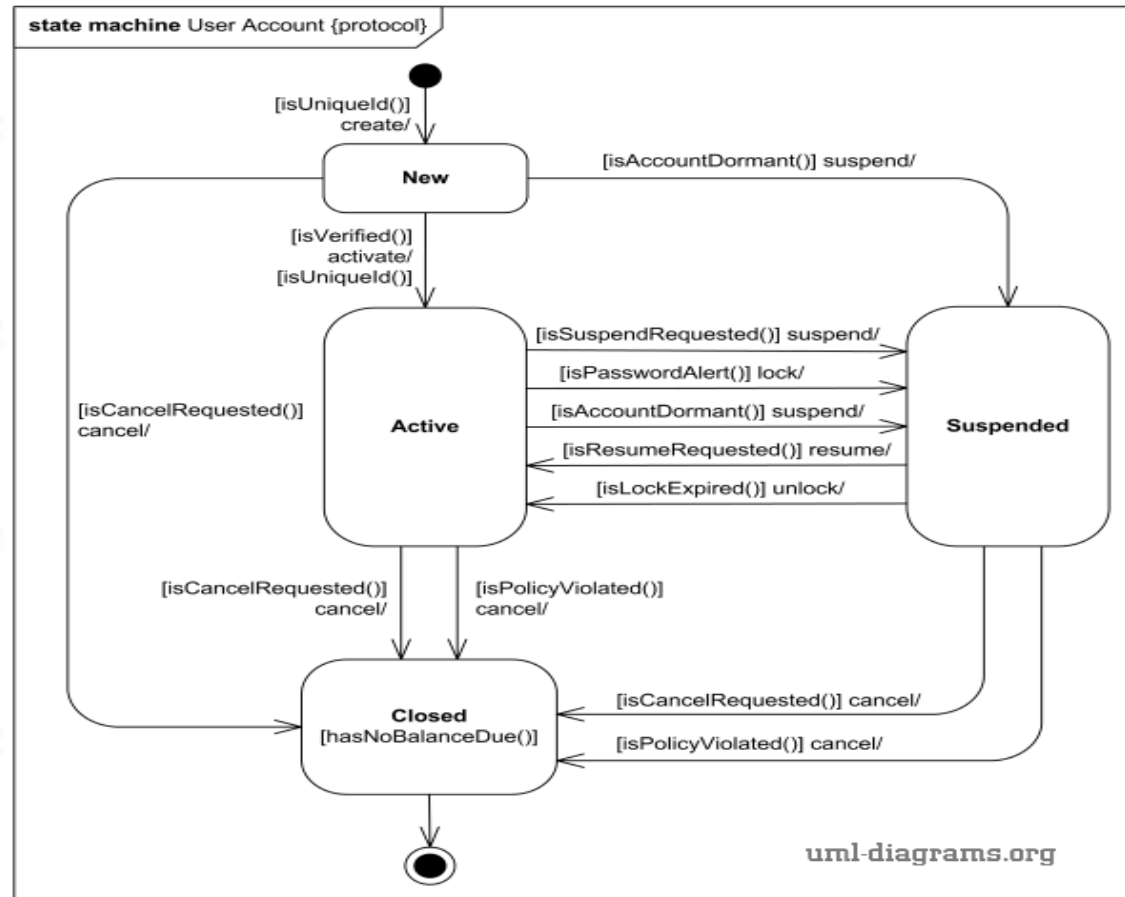 state machine User Account {protocol}
[isUniqueId()]
create/
[isAccountDormant()] suspend/
New
[isVerified()]
activate/
[isUniqueId()]
[isSuspendRequested()] suspend/
[isPasswordAlert()] lock/
[isCancelRequested()]
cancel/
[isAccountDormant()] suspend/
Active
Suspended
[isResumeRequested()] resume/
[isLockExpired()] unlock/
[isCancelRequested()]
cancel/
[isPolicyViolated()]
cancel/
[isCancelRequested()] cancel/
Closed
[hasNoBalanceDue()]
[isPolicyViolated()] cancel/
uml-diagrams.org